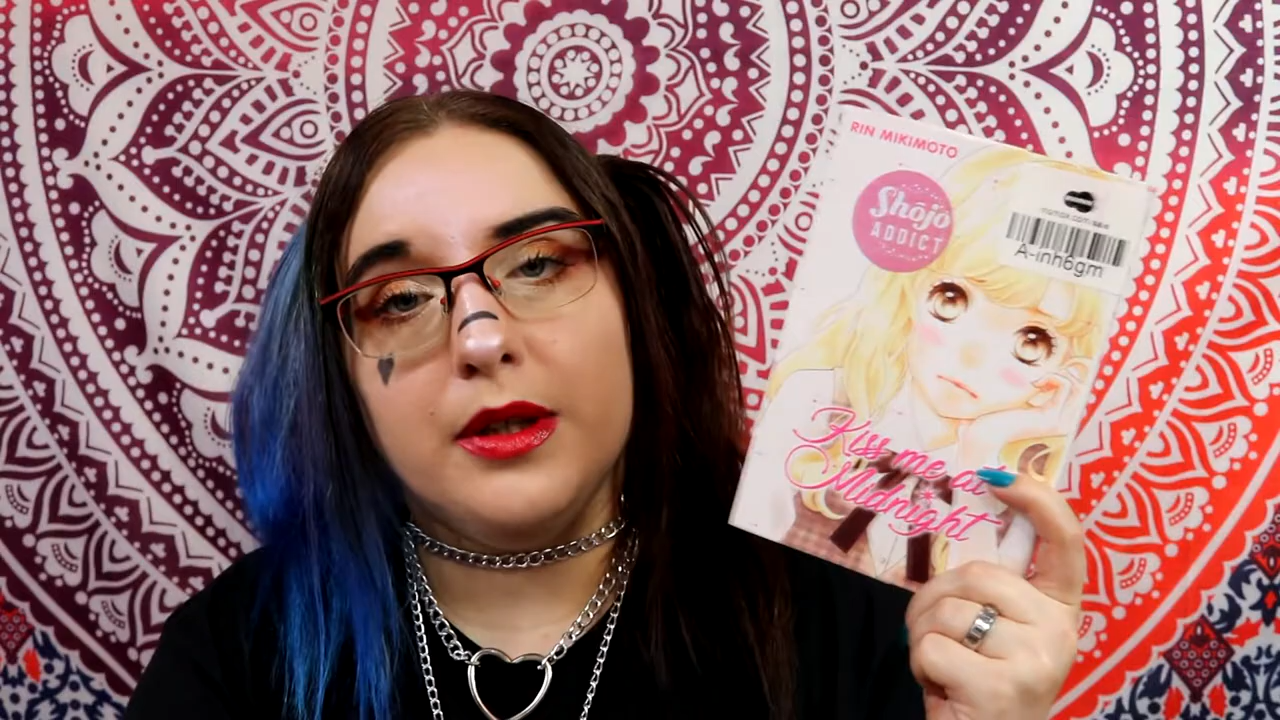 RIN MIKIMOTO
Shōjo
ADDICT
A-inh6gm
Kiss me at
Midnight